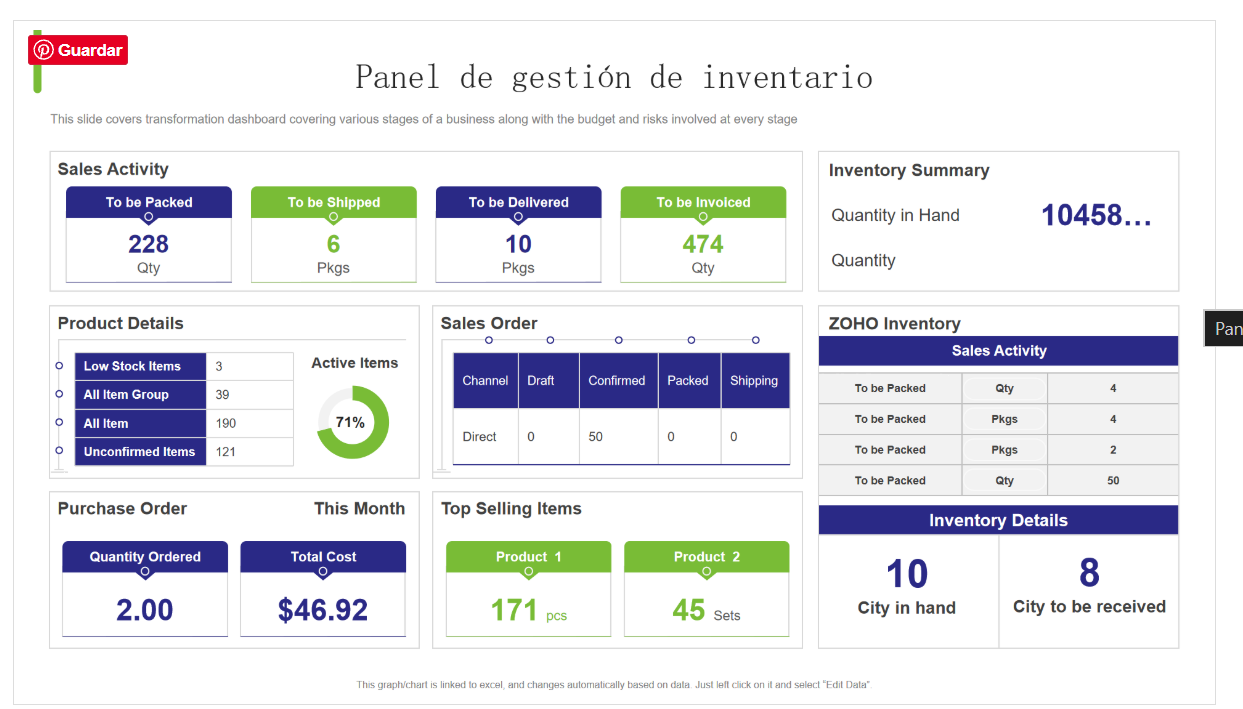 Guardar
Panel de gestión de inventario
This slide covers transformation dashboard covering various stages of a business along with the budget and risks involved at every stage
Sales Activity
To be Packed
228
Qty
To be Shipped
6
Pkgs
To be Delivered
10
Pkgs
To be Invoiced
474
Qty
Inventory Summary
Quantity in Hand 10458…
Quantity
Product Details
Low Stock Items 3
All Item Group 39
All Item 190
Unconfirmed Items 121
Active Items
71%
Sales Order
Channel Draft Confirmed Packed Shipping
Direct 0 50 0 0
ZOHO Inventory
Sales Activity
To be Packed Qty 4
To be Packed Pkgs 4
To be Packed Pkgs 2
To be Packed Qty 50
Pan
Purchase Order This Month
Quantity Ordered
2.00
Total Cost
$46.92
Top Selling Items
Product 1
171 pcs
Product 2
45 Sets
Inventory Details
10
City in hand
8
City to be received
This graph/chart is linked to excel, and changes automatically based on data. Just left click on it and select "Edit Data".